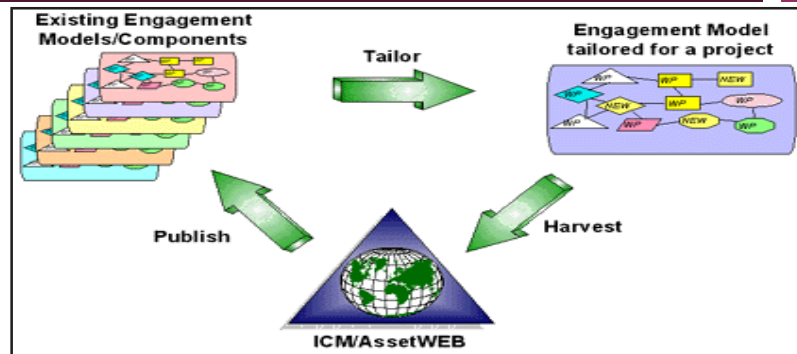 Existing Engagement
Models/Components
Tailor
Engagement Model
tailored for a project
WP
WP
NEW
WP
NEW
WP
WP
WP
WP
NEW
WP
Publish
Harvest
ICM/AssetWEB